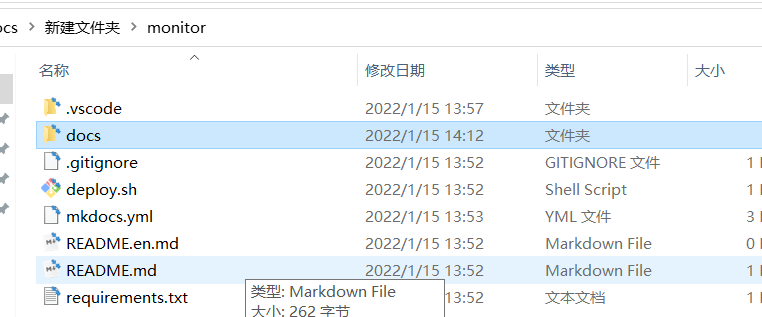 ocs > 新建文件夹 > monitor
名称 修改日期 类型 大小
.vscode 2022/1/15 13:57 文件夹
docs 2022/1/15 14:12 文件夹
.gitignore 2022/1/15 13:52 GITIGNORE 文件 1
deploy.sh 2022/1/15 13:52 Shell Script 1
mkdocs.yml 2022/1/15 13:53 YML 文件 3
README.en.md 2022/1/15 13:52 Markdown File 0
README.md 2022/1/15 13:52 Markdown File 1
requirements.txt 13:52 文本文档 1
类型: Markdown File
大小: 262 字节